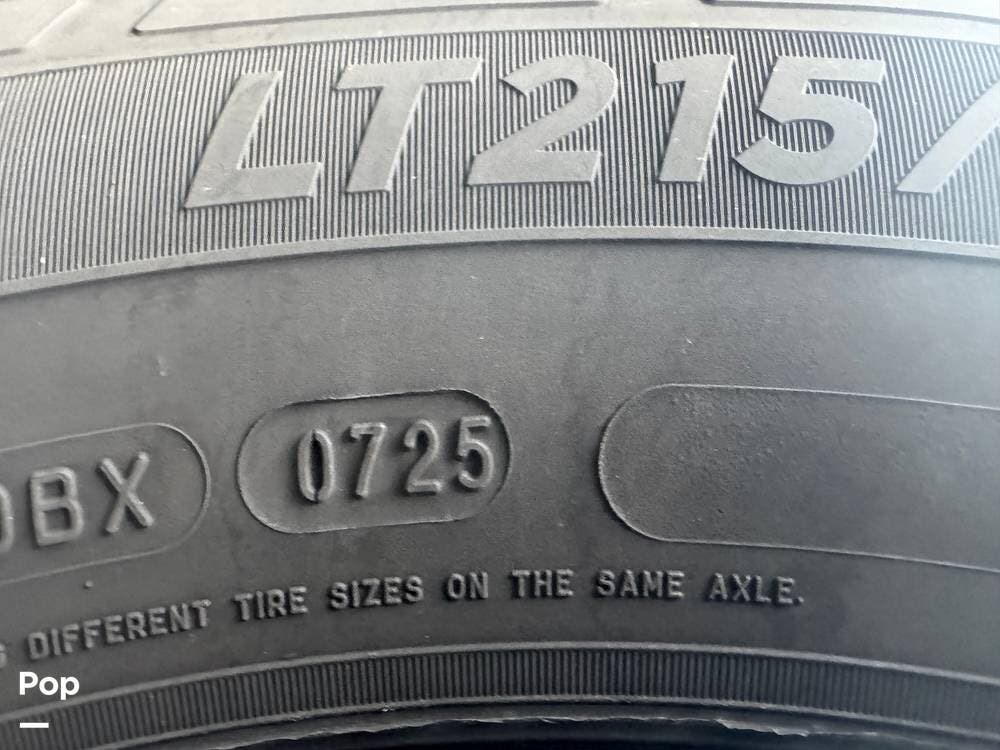 LT215/
DBX 0725
DIFFERENT TIRE SIZES ON THE SAME AXLE.
Pop